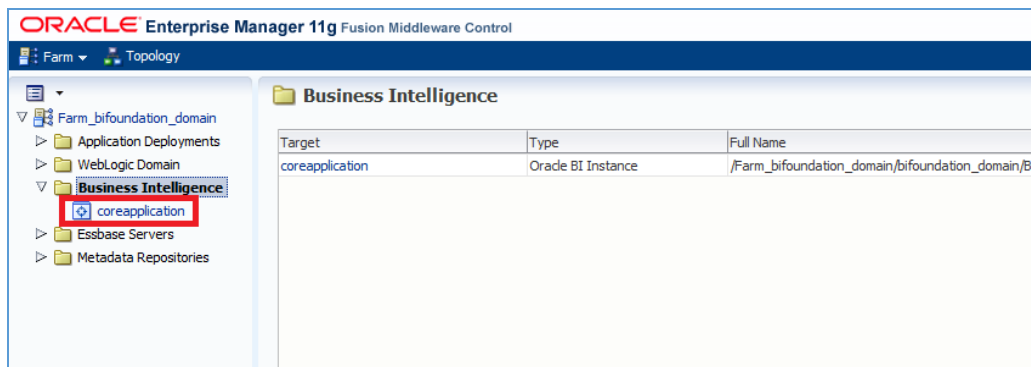 ORACLE Enterprise Manager 11g Fusion Middleware Control
Farm Topology
Farm_bifoundation_domain
Application Deployments
WebLogic Domain
Business Intelligence
coreapplication
Essbase Servers
Metadata Repositories
Business Intelligence
Target Type Full Name
coreapplication Oracle BI Instance /Farm_bifoundation_domain/bifoundation_domain/B